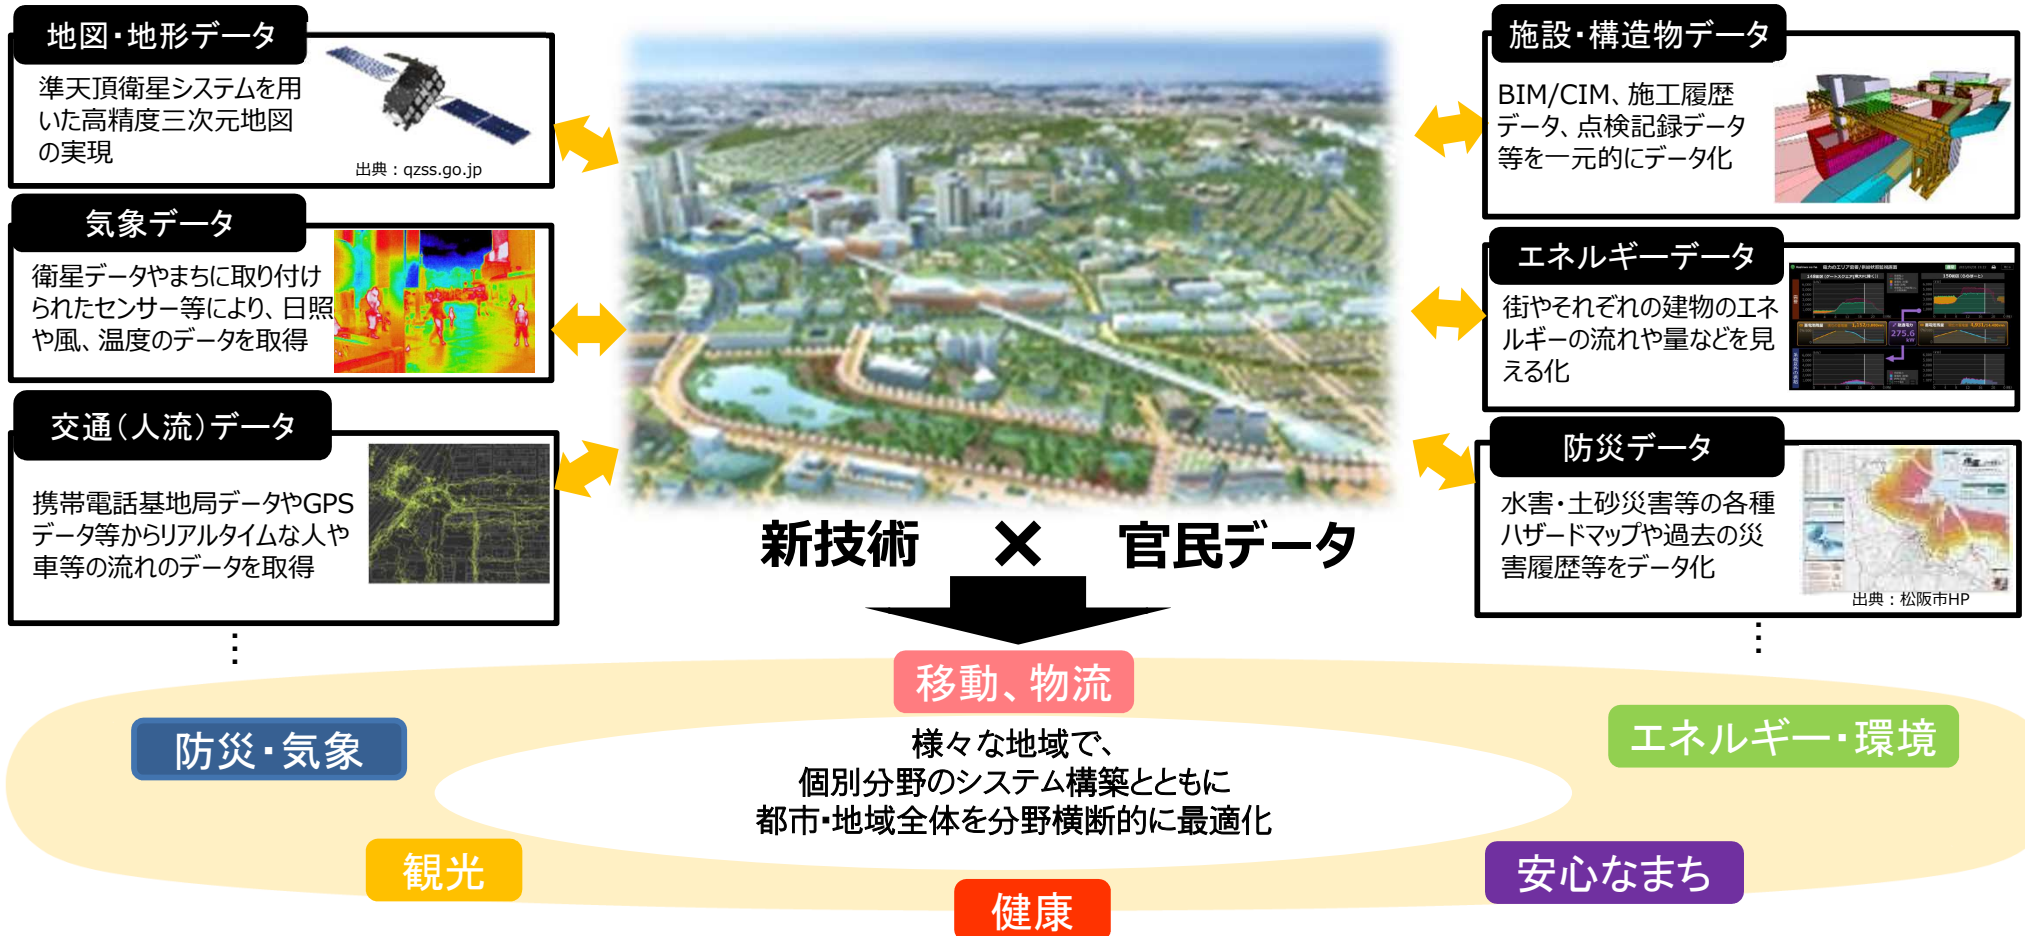 地図・地形データ
準天頂衛星システムを用
いた高精度三次元地図
の実現
出典：qzss.go.jp
気象データ
衛星データやまちに取り付け
られたセンサー等により、日照
や風、温度のデータを取得
交通（人流）データ
携帯電話基地局データやGPS
データ等からリアルタイムな人や
車等の流れのデータを取得
⋮
施設・構造物データ
BIM/CIM、施工履歴
データ、点検記録データ
等を一元的にデータ化
エネルギーデータ
街やそれぞれの建物のエネ
ルギーの流れや量などを見
える化
275.6
kW
防災データ
水害・土砂災害等の各種
ハザードマップや過去の災
害履歴等をデータ化
出典：松阪市HP
⋮
新技術 × 官民データ
移動、物流
防災・気象
エネルギー・環境
様々な地域で、
個別分野のシステム構築とともに
都市・地域全体を分野横断的に最適化
観光
安心なまち
健康